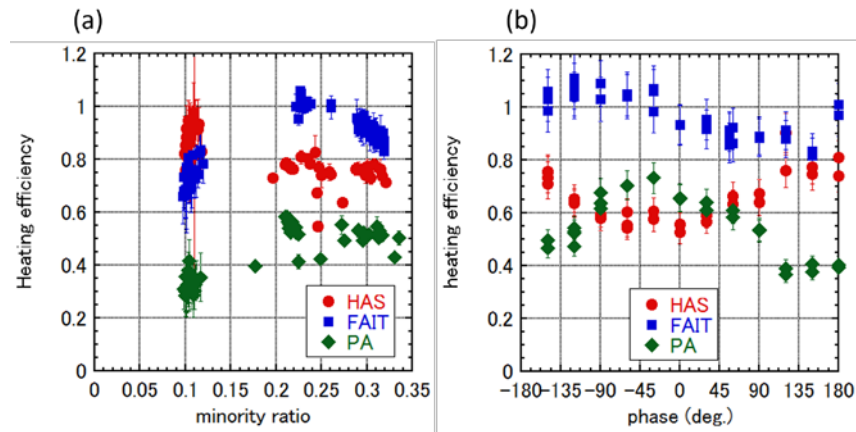 (a)
(b)
Heating efficiency
1.2
1
0.8
0.6
0.4
0.2
0
HAS
FAIT
PA
0 0.05 0.1 0.15 0.2 0.25 0.3 0.35
minority ratio
heating efficiency
1.2
1
0.8
0.6
0.4
0.2
0
HAS
FAIT
PA
-180 -135 -90 -45 0 45 90 135 180
phase (deg.)